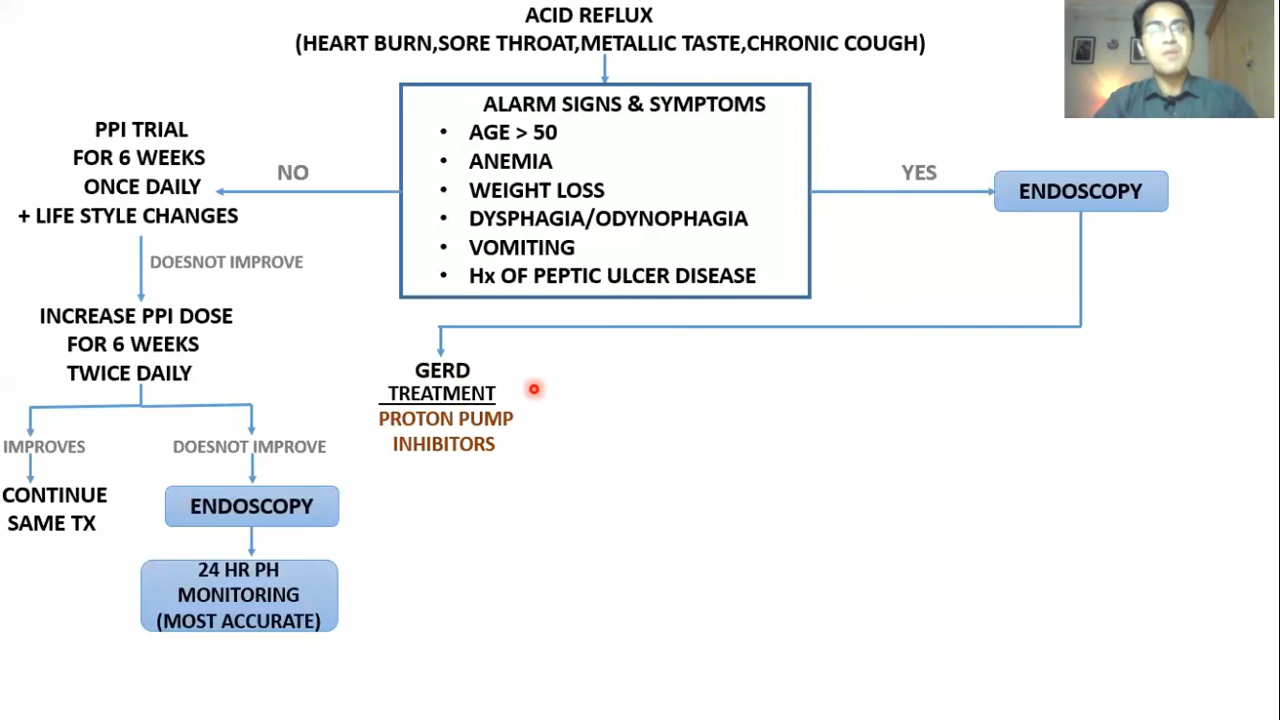 ACID REFLUX
(HEART BURN,SORE THROAT,METALLIC TASTE,CHRONIC COUGH)
ALARM SIGNS & SYMPTOMS
• AGE > 50
• ANEMIA
• WEIGHT LOSS
• DYSPHAGIA/ODYNOPHAGIA
• VOMITING
• Hx OF PEPTIC ULCER DISEASE
NO
PPI TRIAL
FOR 6 WEEKS
ONCE DAILY
+ LIFE STYLE CHANGES
DOESNOT IMPROVE
INCREASE PPI DOSE
FOR 6 WEEKS
TWICE DAILY
IMPROVES
CONTINUE
SAME TX
DOESNOT IMPROVE
ENDOSCOPY
24 HR PH
MONITORING
(MOST ACCURATE)
YES
ENDOSCOPY
GERD
TREATMENT
PROTON PUMP
INHIBITORS